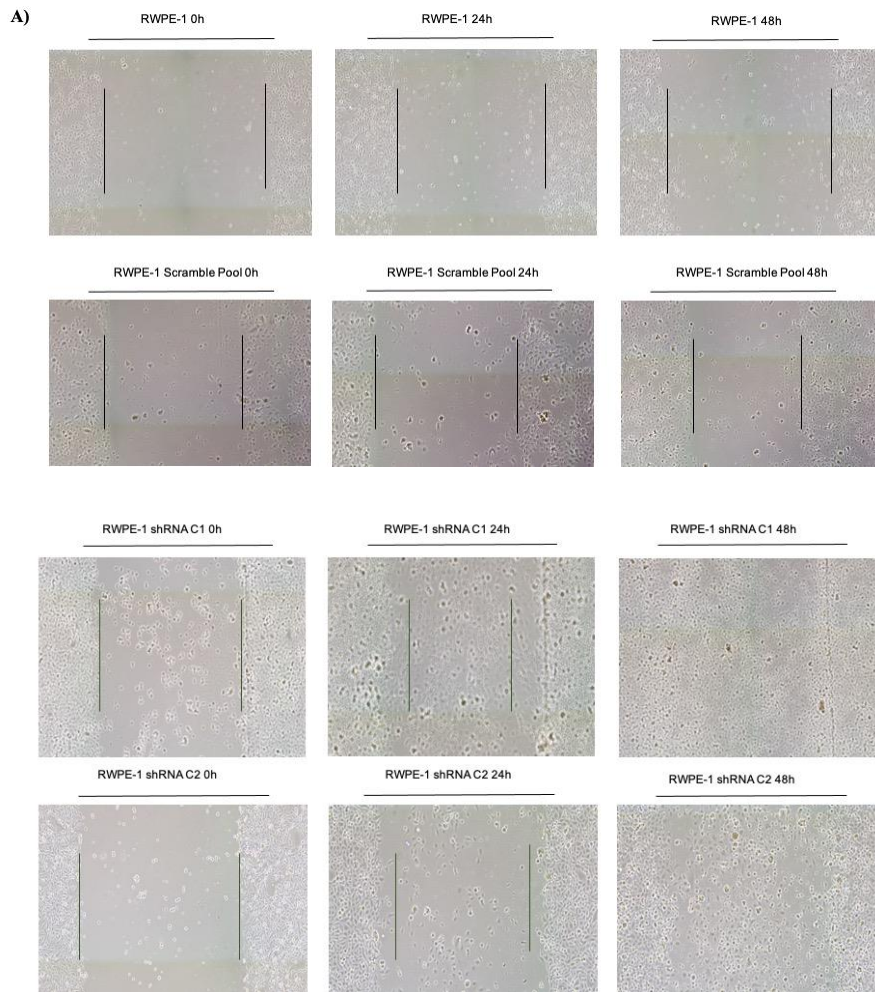 A)
RWPE-1 0h
RWPE-1 24h
RWPE-1 48h
RWPE-1 Scramble Pool 0h
RWPE-1 Scramble Pool 24h
RWPE-1 Scramble Pool 48h
RWPE-1 shRNA C1 0h
RWPE-1 shRNA C1 24h
RWPE-1 shRNA C1 48h
RWPE-1 shRNA C2 0h
RWPE-1 shRNA C2 24h
RWPE-1 shRNA C2 48h